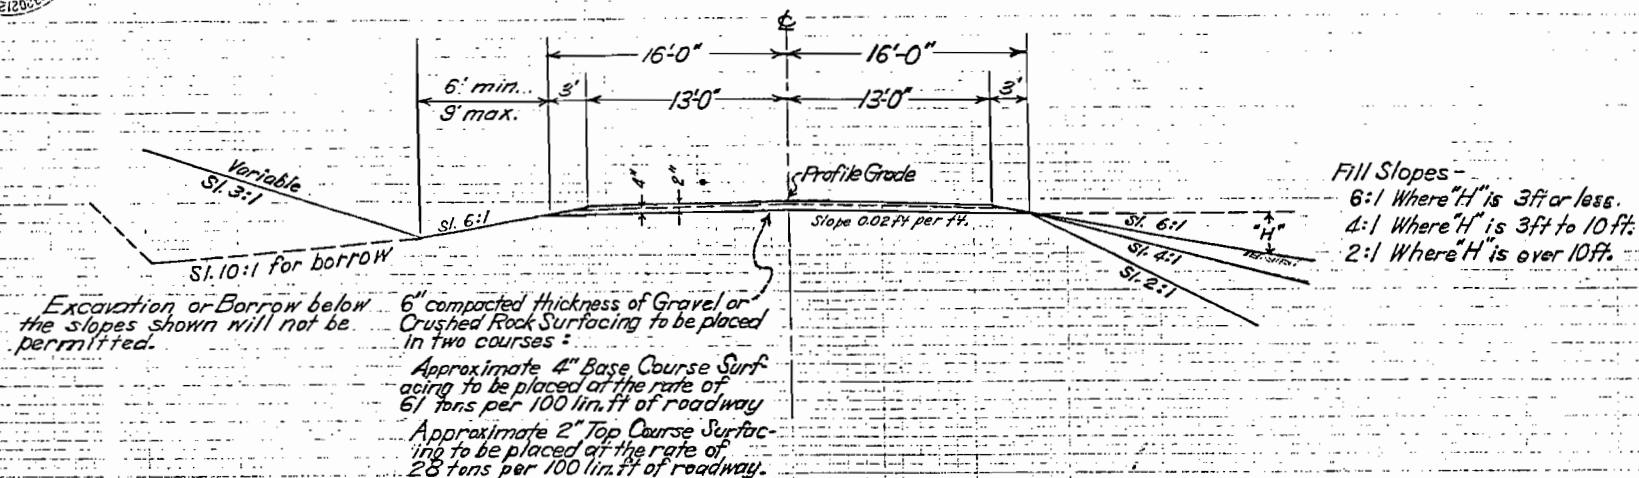 ℄
16'-0" 16'-0"
6' min. 3' 13'-0" 13'-0" 3'
9' max.
Variable
Sl. 3:1
4" 2"
Profile Grade
Sl. 6:1
Slope 0.02 ft per ft.
Sl. 10:1 for borrow
Sl. 6:1
Sl. 4:1
Sl. 2:1
"H"
Fill Slopes-
6:1 Where "H" is 3ft or less.
4:1 Where "H" is 3ft to 10ft.
2:1 Where "H" is over 10ft.
Excavation or Borrow below
the slopes shown will not be
permitted.
6" compacted thickness of Gravel or
Crushed Rock Surfacing to be placed
in two courses:
Approximate 4" Base Course Surf-
acing to be placed at the rate of
61 tons per 100 lin. ft of roadway
Approximate 2" Top Course Surfac-
ing to be placed at the rate of
28 tons per 100 lin. ft of roadway.